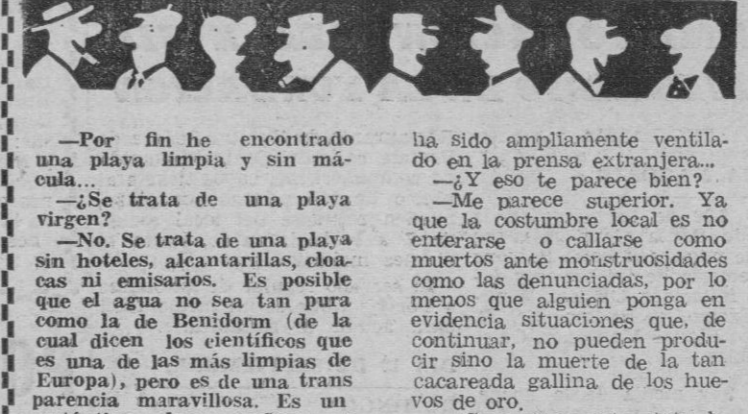 —Por fin he encontrado
una playa limpia y sin má-
cula...
—¿Se trata de una playa
virgen?
—No. Se trata de una playa
sin hoteles, alcantarillas, cloa-
cas ni emisarios. Es posible
que el agua no sea tan pura
como la de Benidorm (de la
cual dicen los científicos que
es una de las más limpias de
Europa), pero es de una trans
parencia maravillosa. Es un
ha sido ampliamente ventila-
do en la prensa extranjera...
—¿Y eso te parece bien?
—Me parece superior. Ya
que la costumbre local es no
enterarse o callarse como
muertos ante monstruosidades
como las denunciadas, por lo
menos que alguien ponga en
evidencia situaciones que, de
continuar, no pueden produ-
cir sino la muerte de la tan
cacareada gallina de los hue-
vos de oro.